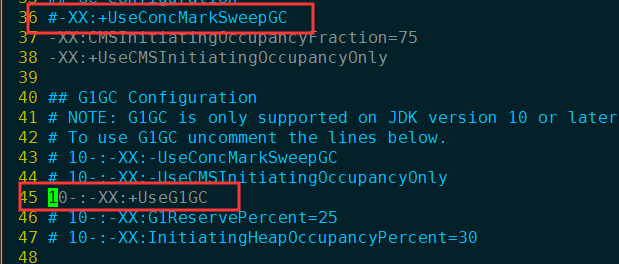 35 ## GC configuration
36 #-XX:+UseConcMarkSweepGC
37 -XX:CMSInitiatingOccupancyFraction=75
38 -XX:+UseCMSInitiatingOccupancyOnly
39
40 ## G1GC Configuration
41 # NOTE: G1GC is only supported on JDK version 10 or later
42 # To use G1GC uncomment the lines below.
43 # 10-:-XX:-UseConcMarkSweepGC
44 # 10-:-XX:-UseCMSInitiatingOccupancyOnly
45 10-:-XX:+UseG1GC
46 # 10-:-XX:G1ReservePercent=25
47 # 10-:-XX:InitiatingHeapOccupancyPercent=30
48